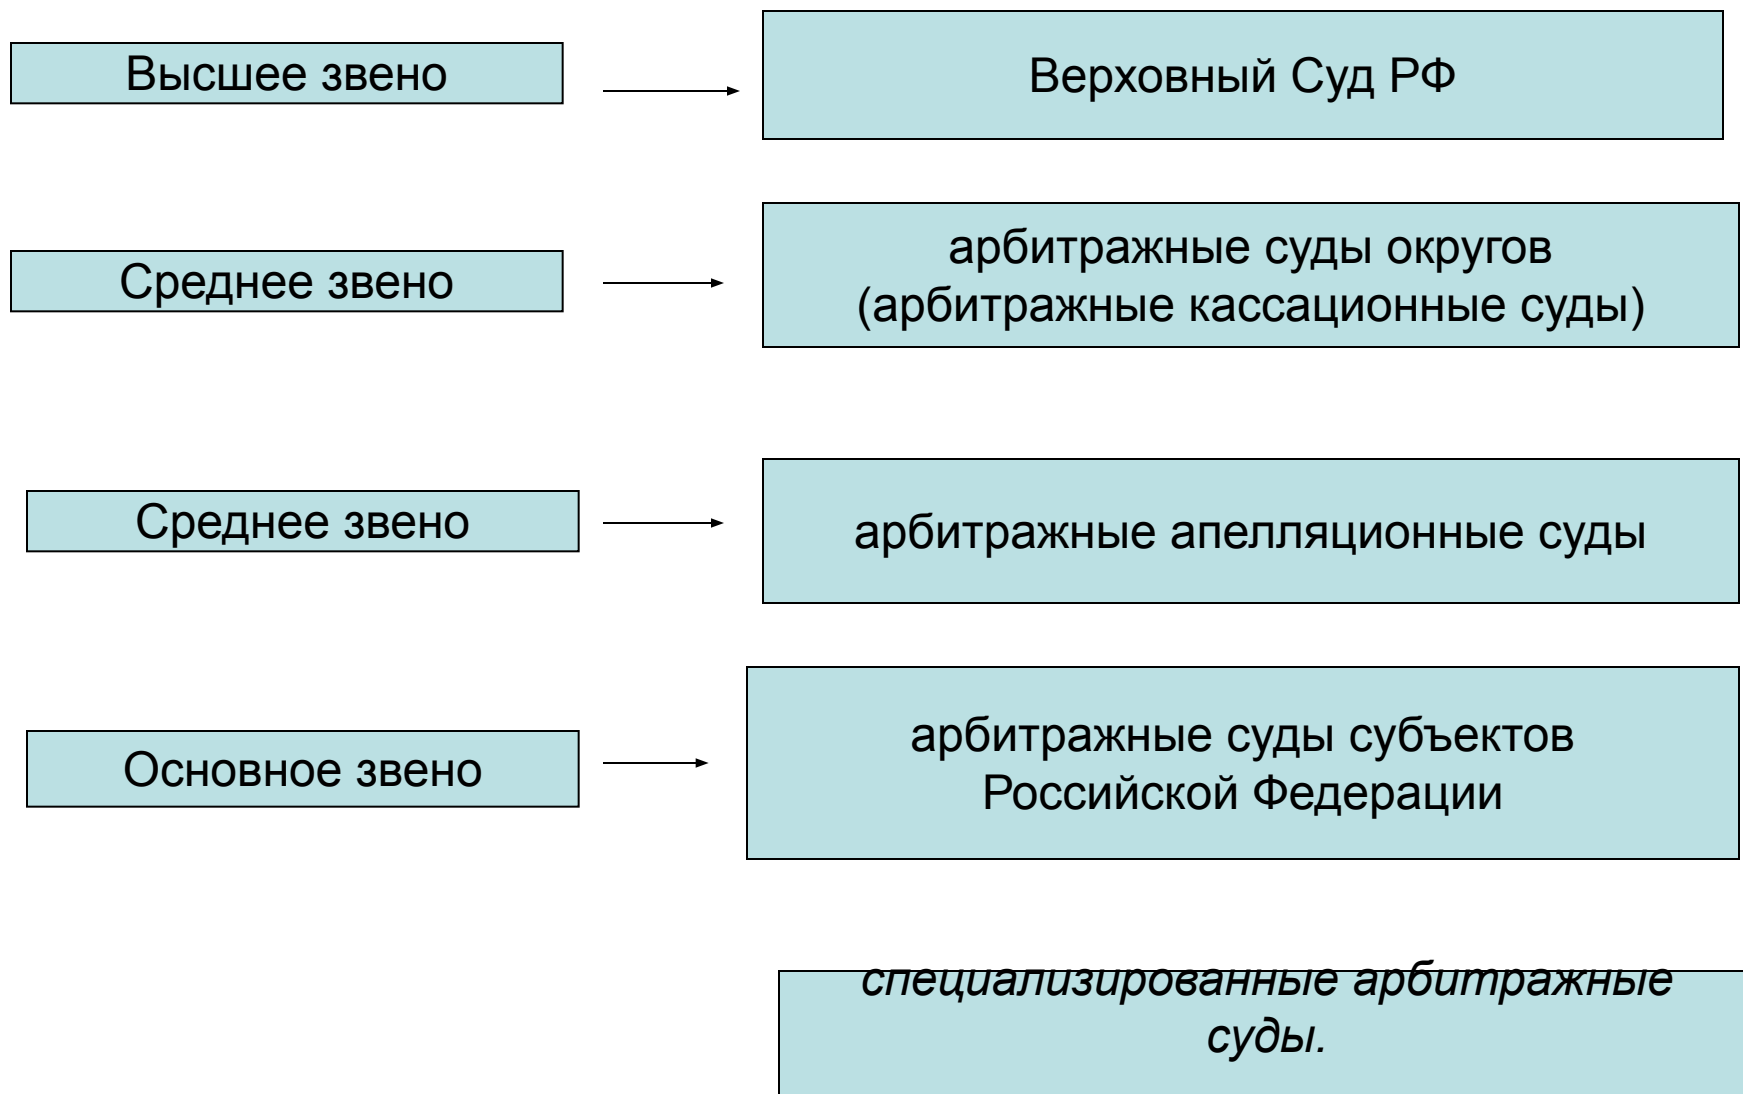 Высшее звено
Верховный Суд РФ
Среднее звено
арбитражные суды округов
(арбитражные кассационные суды)
Среднее звено
арбитражные апелляционные суды
Основное звено
арбитражные суды субъектов
Российской Федерации
специализированные арбитражные
суды.